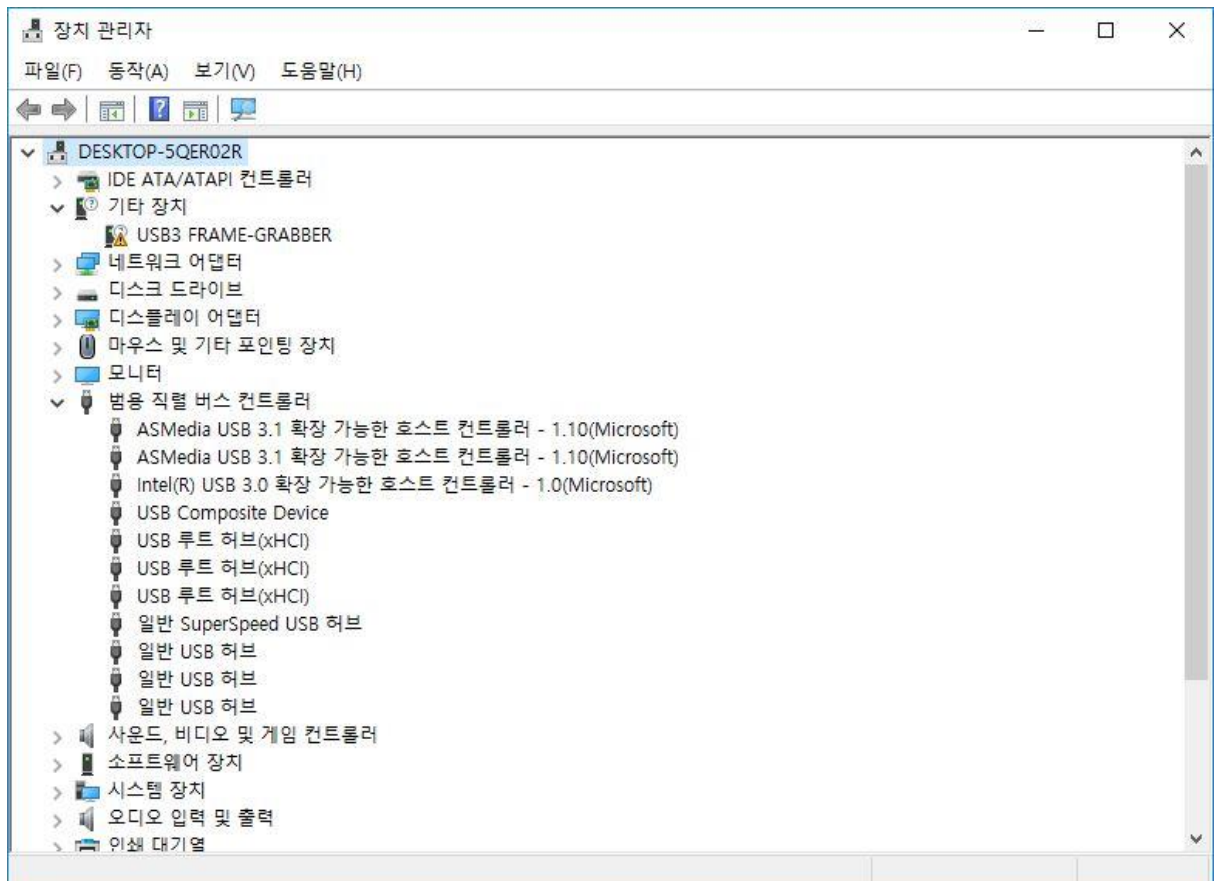 장치 관리자
파일(F) 동작(A) 보기(V) 도움말(H)
DESKTOP-5QER02R
IDE ATA/ATAPI 컨트롤러
기타 장치
USB3 FRAME-GRABBER
네트워크 어댑터
디스크 드라이브
디스플레이 어댑터
마우스 및 기타 포인팅 장치
모니터
범용 직렬 버스 컨트롤러
ASMedia USB 3.1 확장 가능한 호스트 컨트롤러 - 1.10(Microsoft)
ASMedia USB 3.1 확장 가능한 호스트 컨트롤러 - 1.10(Microsoft)
Intel(R) USB 3.0 확장 가능한 호스트 컨트롤러 - 1.0(Microsoft)
USB Composite Device
USB 루트 허브(xHCI)
USB 루트 허브(xHCI)
USB 루트 허브(xHCI)
일반 SuperSpeed USB 허브
일반 USB 허브
일반 USB 허브
일반 USB 허브
사운드, 비디오 및 게임 컨트롤러
소프트웨어 장치
시스템 장치
오디오 입력 및 출력
인쇄 대기열